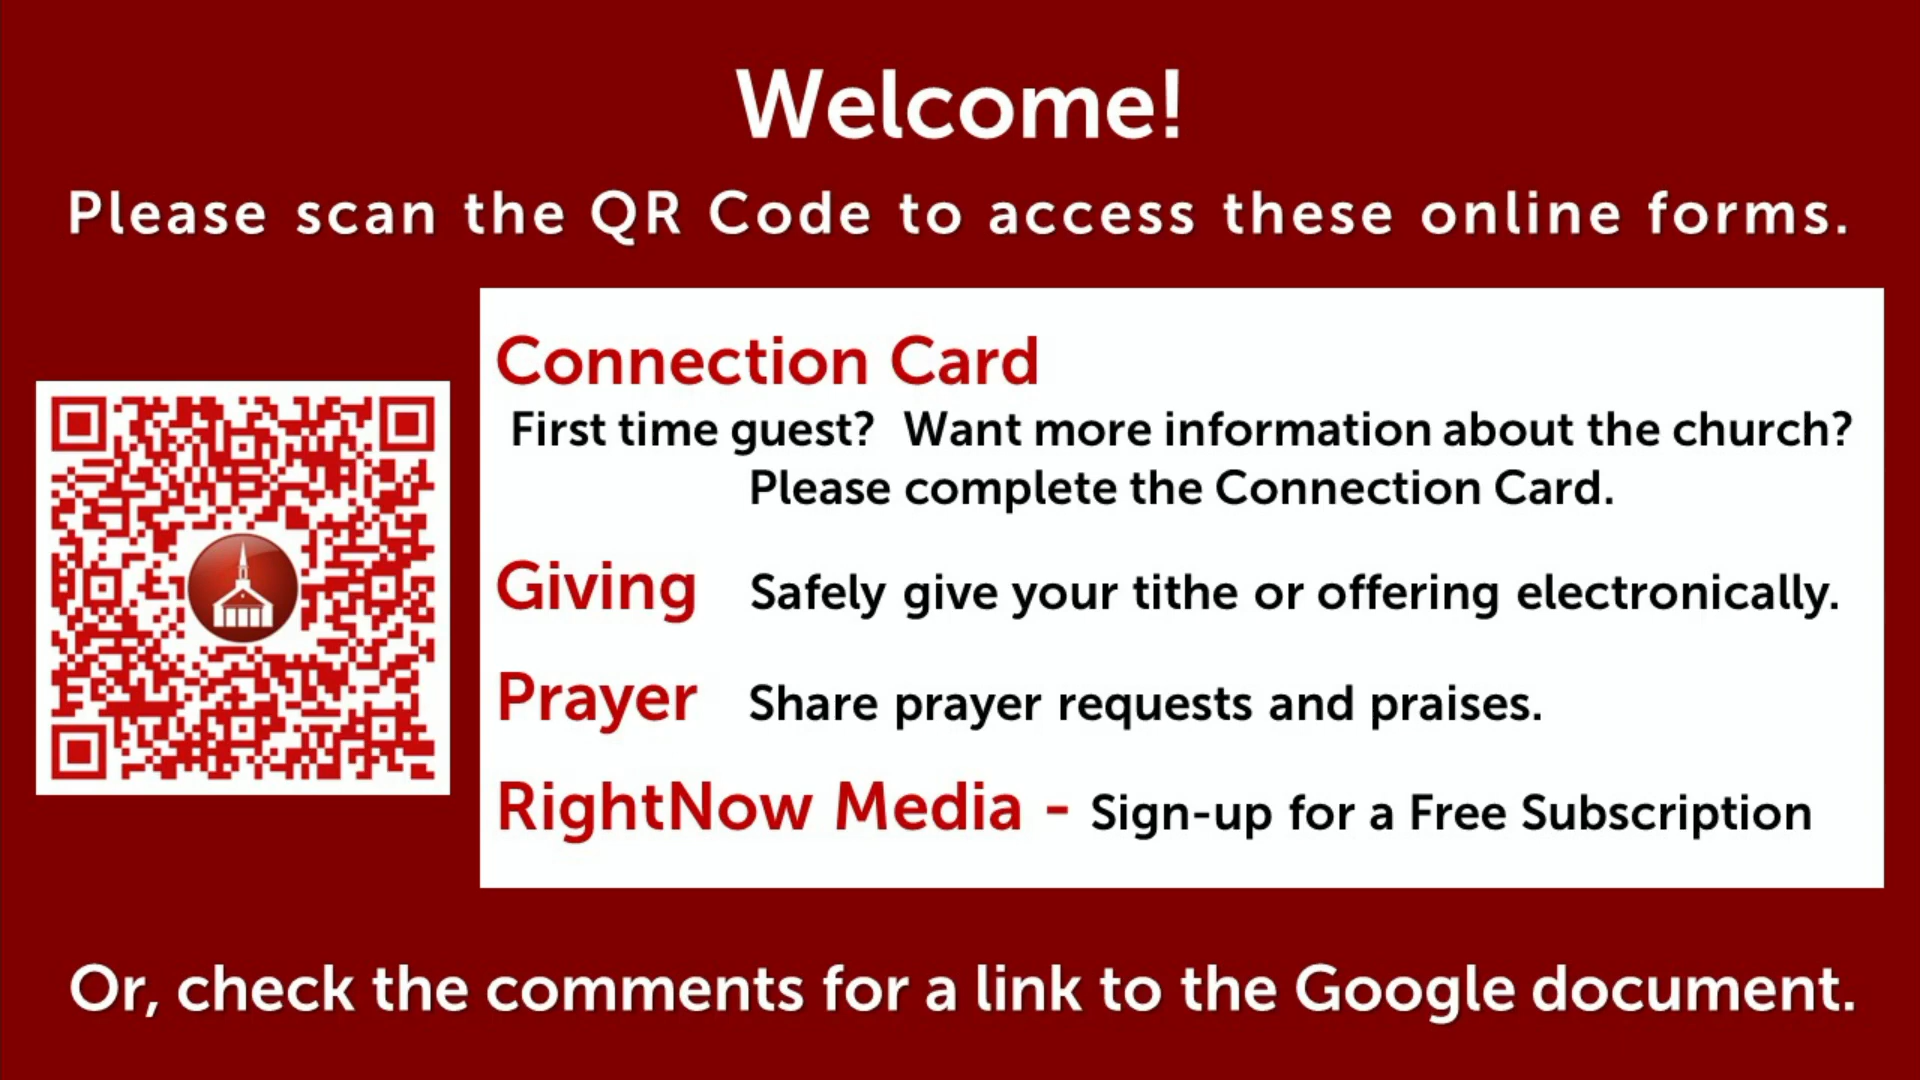 Welcome!
Please scan the QR Code to access these online forms.
Connection Card
First time guest? Want more information about the church?
Please complete the Connection Card.
Giving Safely give your tithe or offering electronically.
Prayer Share prayer requests and praises.
RightNow Media - Sign-up for a Free Subscription
Or, check the comments for a link to the Google document.